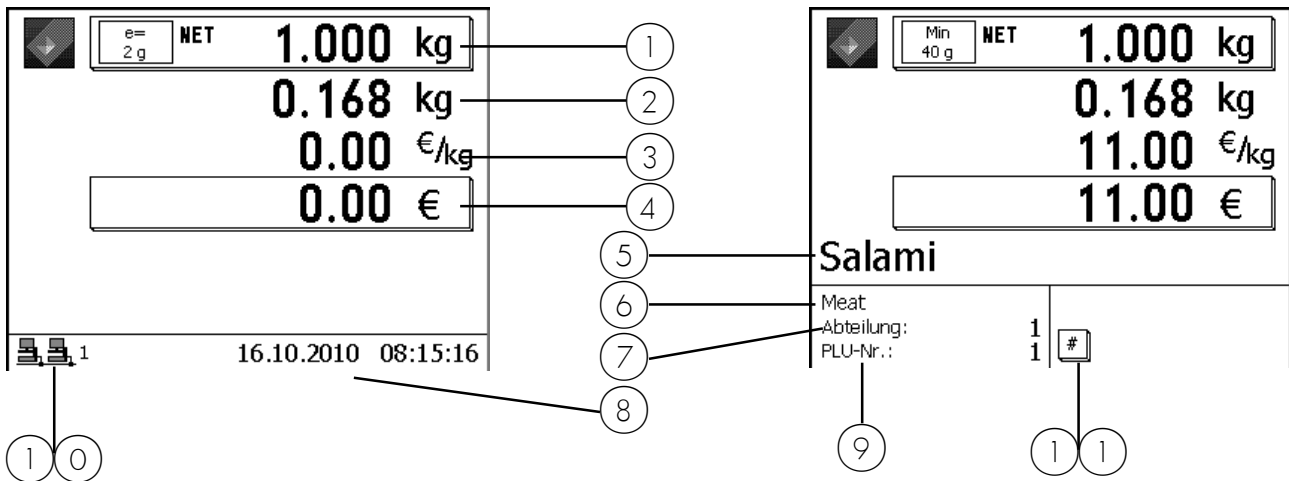 e=
2 g
NET 1.000 kg
0.168 kg
0.00 €/kg
0.00 €
1 16.10.2010 08:15:16
1
2
3
4
5
6
7
8
10
Min
40 g
NET 1.000 kg
0.168 kg
11.00 €/kg
11.00 €
Salami
Meat
Abteilung: 1
PLU-Nr.: 1
#
9
11